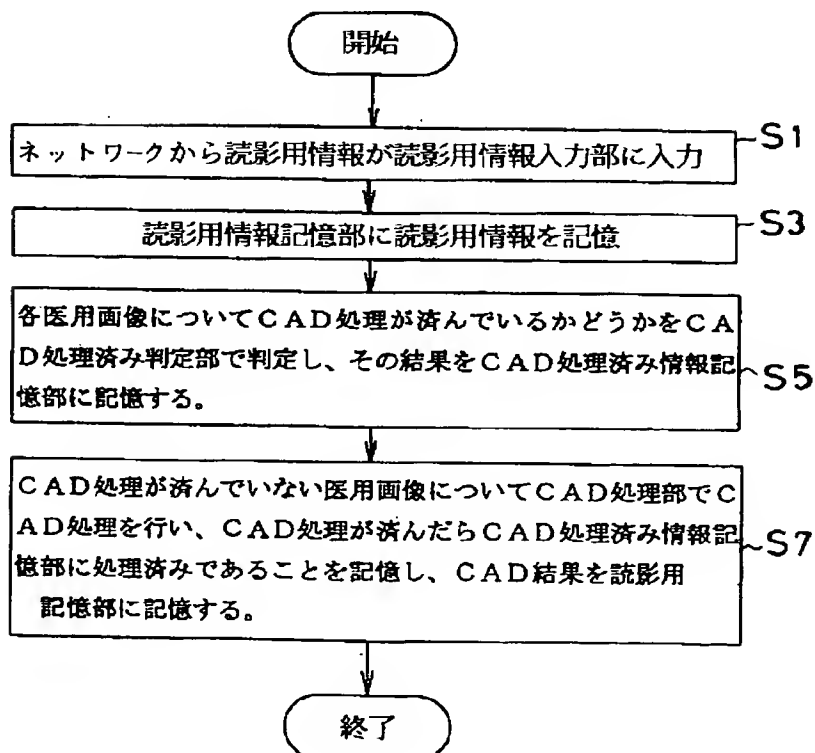 開始
ネットワークから読影用情報が読影用情報入力部に入力
S1
読影用情報記憶部に読影用情報を記憶
S3
各医用画像についてCAD処理が済んでいるかどうかをCA
D処理済み判定部で判定し、その結果をCAD処理済み情報記
憶部に記憶する。
S5
CAD処理が済んでいない医用画像についてCAD処理部でC
AD処理を行い、CAD処理が済んだらCAD処理済み情報記
憶部に処理済みであることを記憶し、CAD結果を読影用
記憶部に記憶する。
S7
終了